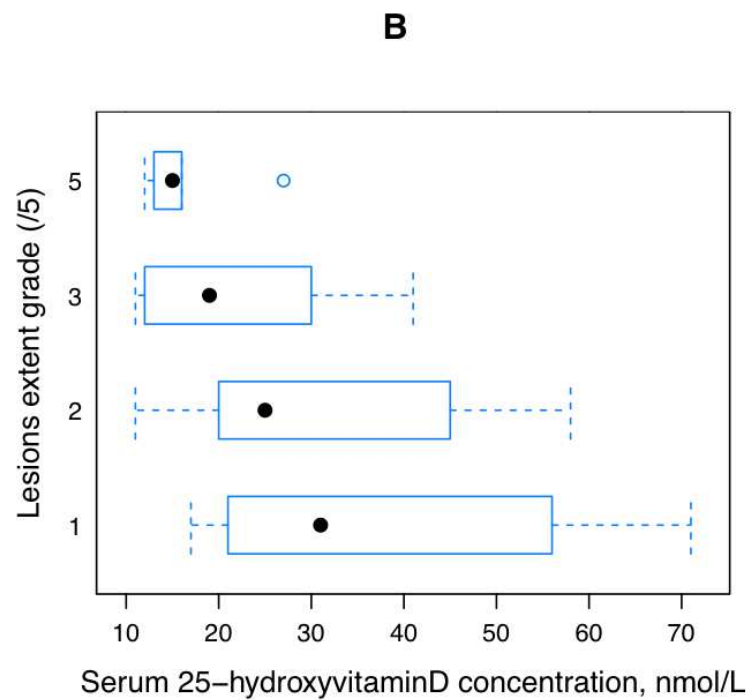 B
Lesions extent grade (/5)
5
3
2
1
10 20 30 40 50 60 70
Serum 25−hydroxyvitaminD concentration, nmol/L